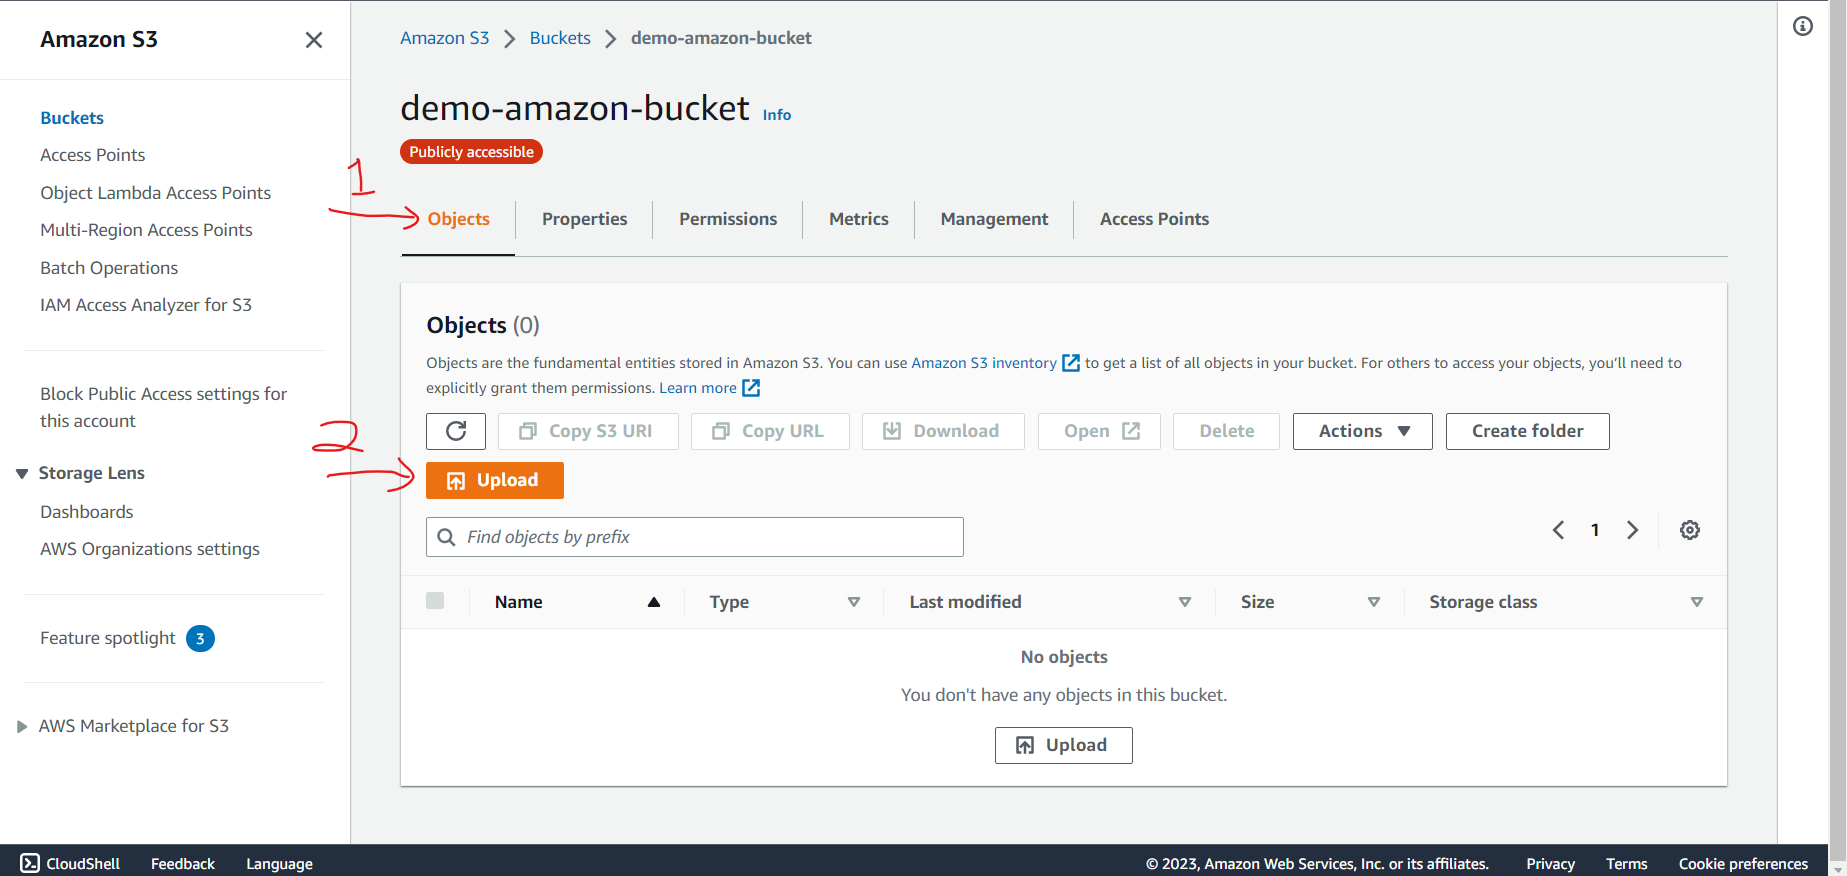 Amazon S3
Buckets
Access Points
Object Lambda Access Points
Multi-Region Access Points
Batch Operations
IAM Access Analyzer for S3
Block Public Access settings for
this account
Storage Lens
Dashboards
AWS Organizations settings
Feature spotlight 3
AWS Marketplace for S3
Amazon S3 > Buckets > demo-amazon-bucket
demo-amazon-bucket Info
Publicly accessible
1
Objects Properties Permissions Metrics Management Access Points
Objects (0)
Objects are the fundamental entities stored in Amazon S3. You can use Amazon S3 inventory to get a list of all objects in your bucket. For others to access your objects, you'll need to
explicitly grant them permissions. Learn more
Copy S3 URI Copy URL Download Open Delete Actions Create folder
2
Upload
Find objects by prefix
1
Name Type Last modified Size Storage class
No objects
You don't have any objects in this bucket.
Upload
CloudShell Feedback Language © 2023, Amazon Web Services, Inc. or its affiliates. Privacy Terms Cookie preferences